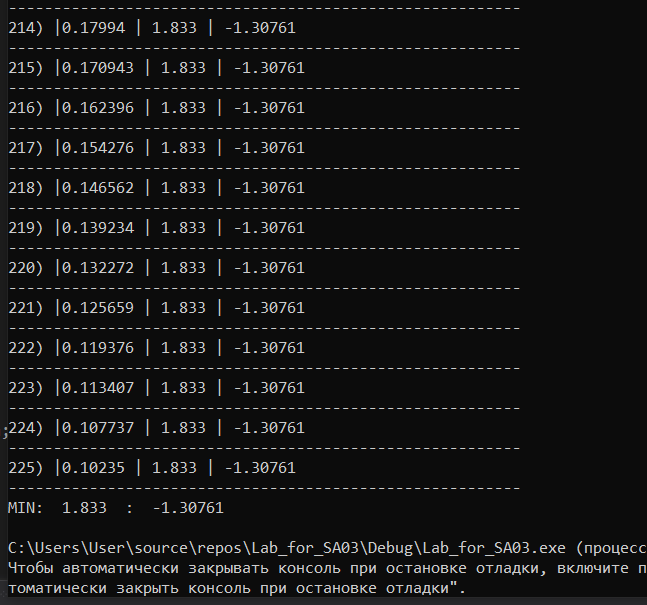 ---------------------------------------------------------
214) |0.17994 | 1.833 | -1.30761
---------------------------------------------------------
215) |0.170943 | 1.833 | -1.30761
---------------------------------------------------------
216) |0.162396 | 1.833 | -1.30761
---------------------------------------------------------
217) |0.154276 | 1.833 | -1.30761
---------------------------------------------------------
218) |0.146562 | 1.833 | -1.30761
---------------------------------------------------------
219) |0.139234 | 1.833 | -1.30761
---------------------------------------------------------
220) |0.132272 | 1.833 | -1.30761
---------------------------------------------------------
221) |0.125659 | 1.833 | -1.30761
---------------------------------------------------------
222) |0.119376 | 1.833 | -1.30761
---------------------------------------------------------
223) |0.113407 | 1.833 | -1.30761
---------------------------------------------------------
;224) |0.107737 | 1.833 | -1.30761
---------------------------------------------------------
225) |0.10235 | 1.833 | -1.30761
---------------------------------------------------------
MIN:  1.833  :  -1.30761
C:\Users\User\source\repos\Lab_for_SA03\Debug\Lab_for_SA03.exe (процесс
Чтобы автоматически закрывать консоль при остановке отладки, включите п
томатически закрыть консоль при остановке отладки".